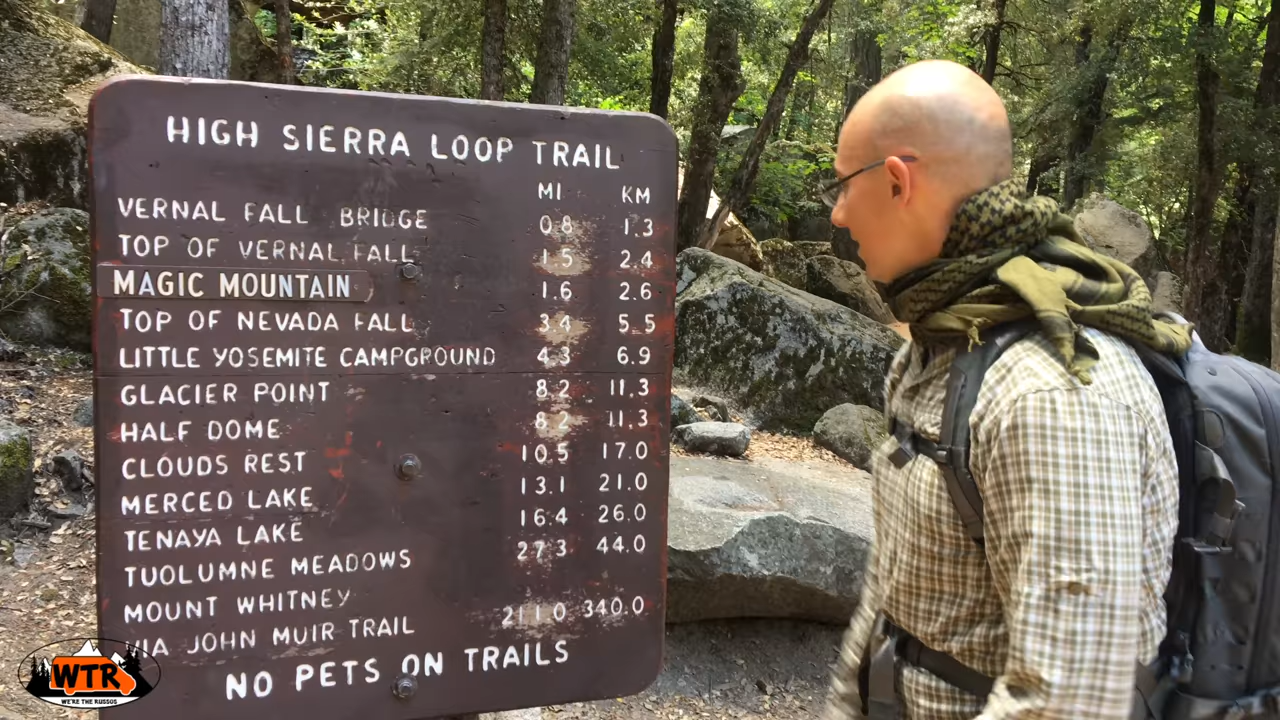 HIGH SIERRA LOOP TRAIL
MI KM
VERNAL FALL BRIDGE 0.8 1.3
TOP OF VERNAL FALL 1.5 2.4
MAGIC MOUNTAIN 1.6 2.6
TOP OF NEVADA FALL 3.4 5.5
LITTLE YOSEMITE CAMPGROUND 4.3 6.9
GLACIER POINT 8.2 11.3
HALF DOME 8.2 11.3
CLOUDS REST 10.5 17.0
MERCED LAKE 13.1 21.0
TENAYA LAKE 16.4 26.0
TUOLUMNE MEADOWS 27.3 44.0
MOUNT WHITNEY
VIA JOHN MUIR TRAIL 211.0 340.0
NO PETS ON TRAILS
WTR
WE'RE THE RUSSOS